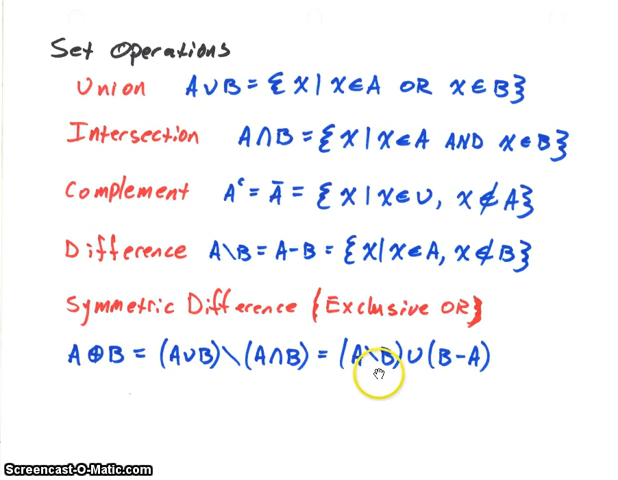 Set Operations
Union A∪B = {x | x∈A OR x∈B}
Intersection A∩B = {x | x∈A AND x∈B}
Complement Aᶜ = Ā = {x | x∈U, x∉A}
Difference A\B = A-B = {x | x∈A, x∉B}
Symmetric Difference (Exclusive OR}
A⊕B = (A∪B)\(A∩B) = (A\B)∪(B-A)
Screencast-O-Matic.com